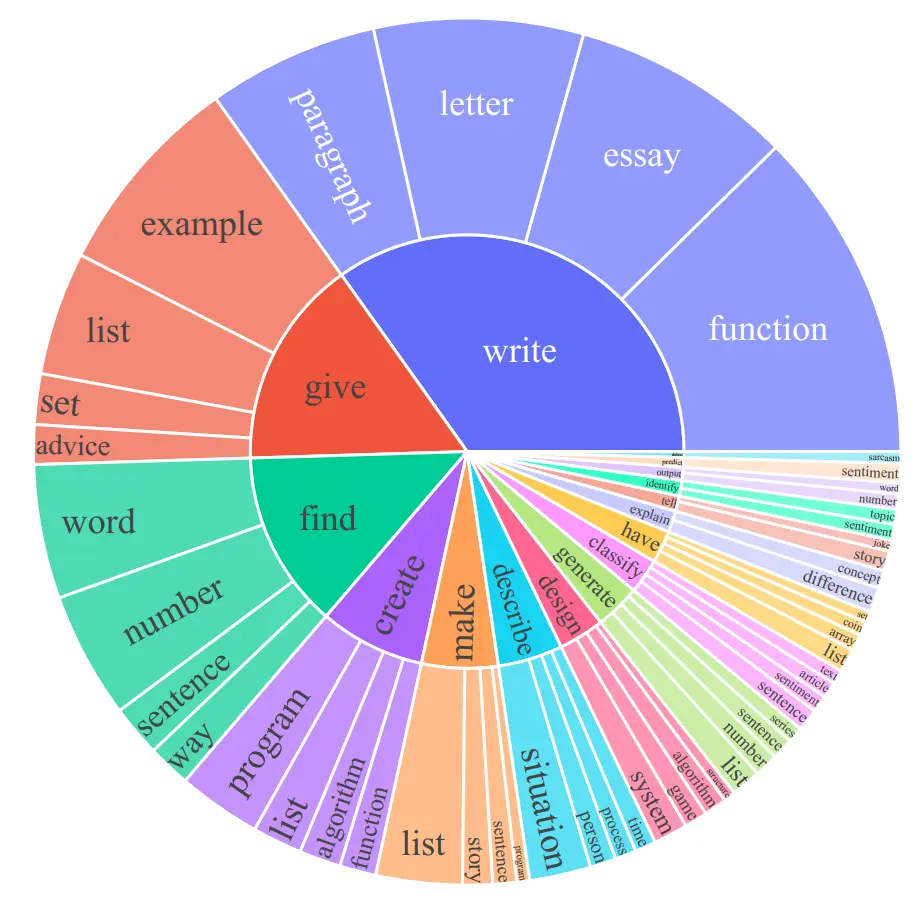 write
function
essay
letter
paragraph
give
example
list
set
advice
find
word
number
sentence
way
create
program
list
algorithm
function
make
list
story
sentence
program
describe
situation
person
process
time
design
system
game
algorithm
structure
generate
list
number
sentence
series
classify
sentence
sentiment
article
text
have
list
array
coin
set
explain
difference
concept
tell
story
joke
identify
sentiment
topic
output
number
word
predict
sentiment
sarcasm